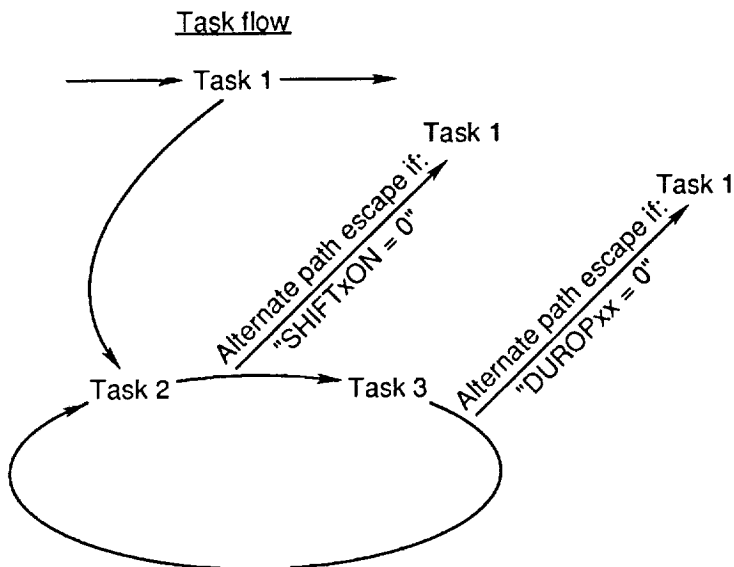 Task flow
Task 1
Task 1
Task 1
Alternate path escape if:
"SHIFTxON = 0"
Alternate path escape if:
"DUROPxx = 0"
Task 2
Task 3